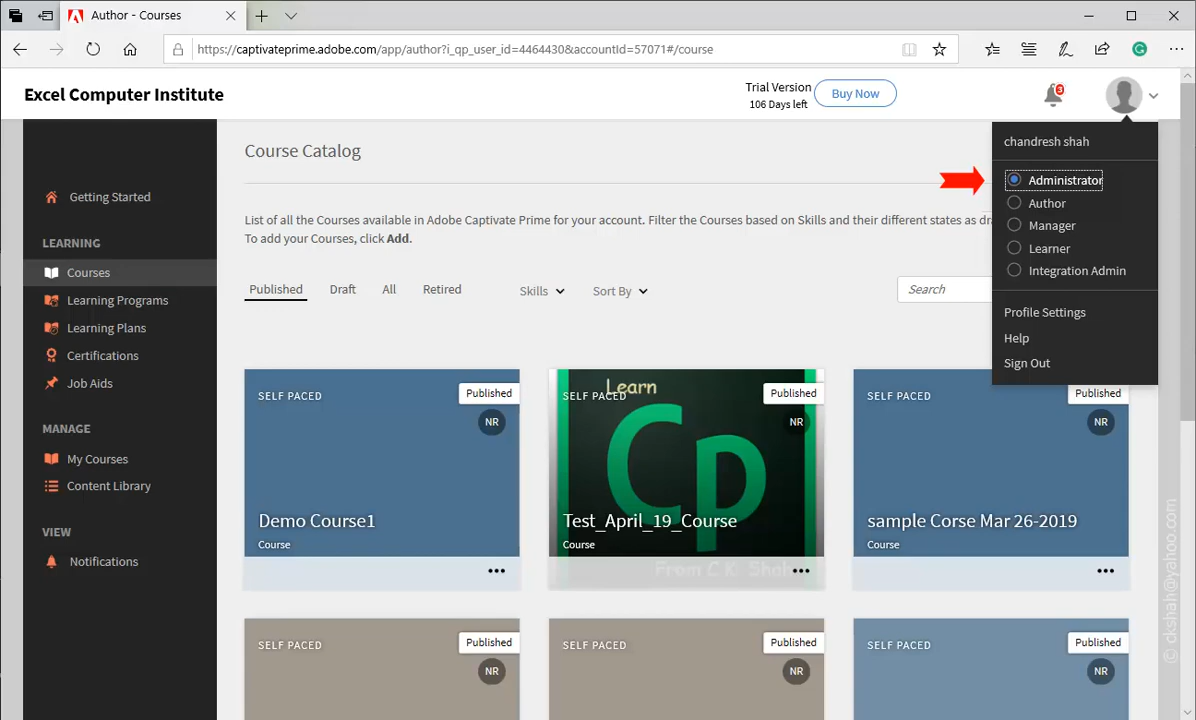 Author - Courses
https://captivateprime.adobe.com/app/author?i_qp_user_id=4464430&accountId=57071#/course
Excel Computer Institute
Trial Version
106 Days left
Buy Now
3
chandresh shah
Administrator
Author
Manager
Learner
Integration Admin
Profile Settings
Help
Sign Out
Getting Started
LEARNING
Courses
Learning Programs
Learning Plans
Certifications
Job Aids
MANAGE
My Courses
Content Library
VIEW
Notifications
Course Catalog
List of all the Courses available in Adobe Captivate Prime for your account. Filter the Courses based on Skills and their different states as
To add your Courses, click Add.
Published
Draft
All
Retired
Skills
Sort By
Search
SELF PACED
Published
NR
Demo Course1
Course
Learn
SELF PACED
Published
NR
Cp
Test_April_19_Course
Course
From C K Shah
SELF PACED
Published
NR
sample Corse Mar 26-2019
Course
SELF PACED
Published
NR
SELF PACED
Published
NR
SELF PACED
Published
NR
© ckshah@yahoo.com